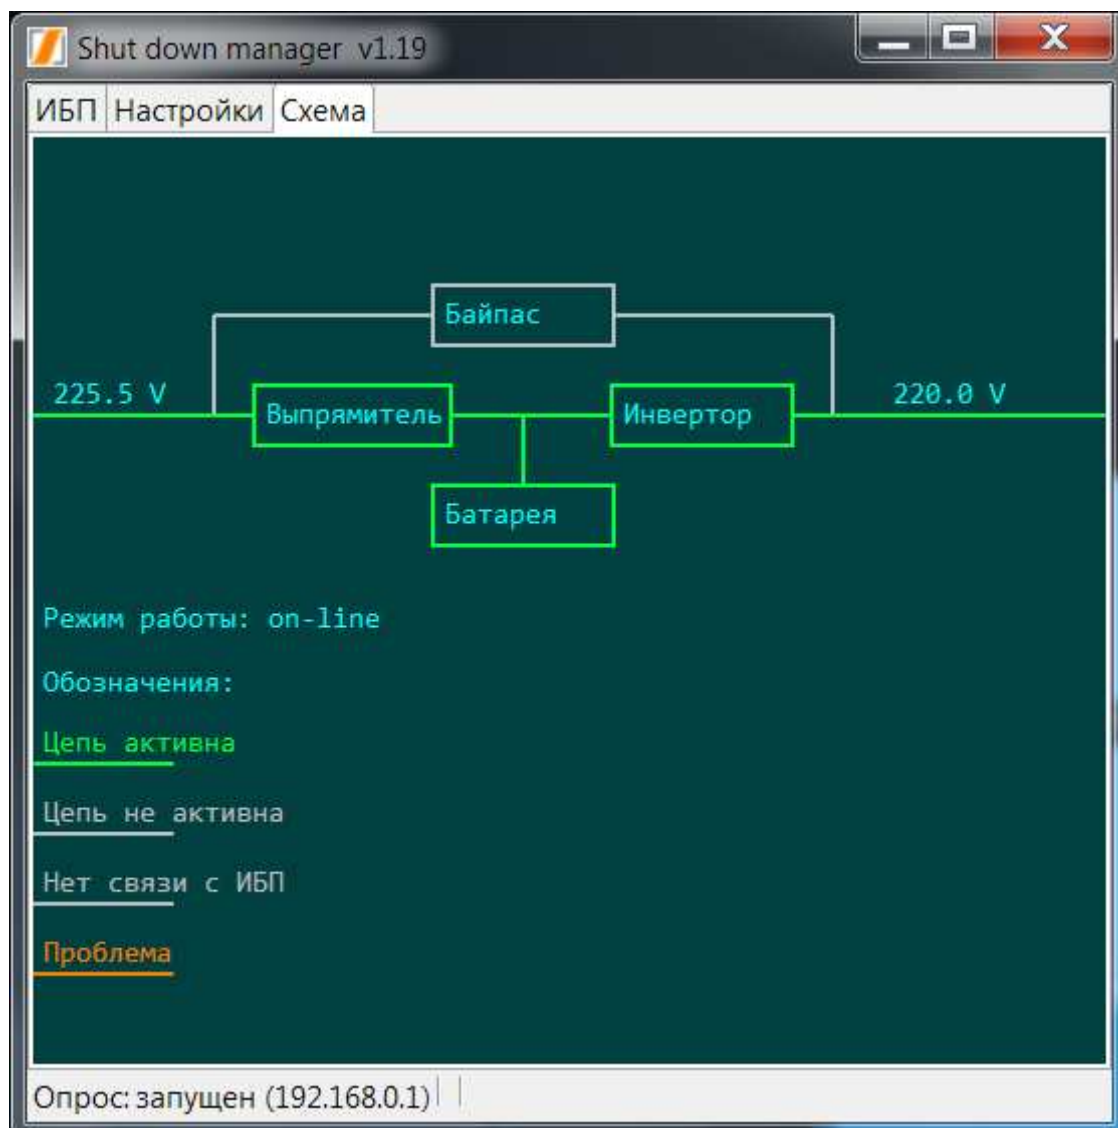 Shut down manager v1.19
ИБП Настройки Схема
Байпас
225.5 V
220.0 V
Выпрямитель
Инвертор
Батарея
Режим работы: on-line
Обозначения:
Цепь активна
Цепь не активна
Нет связи с ИБП
Проблема
Опрос: запущен (192.168.0.1)